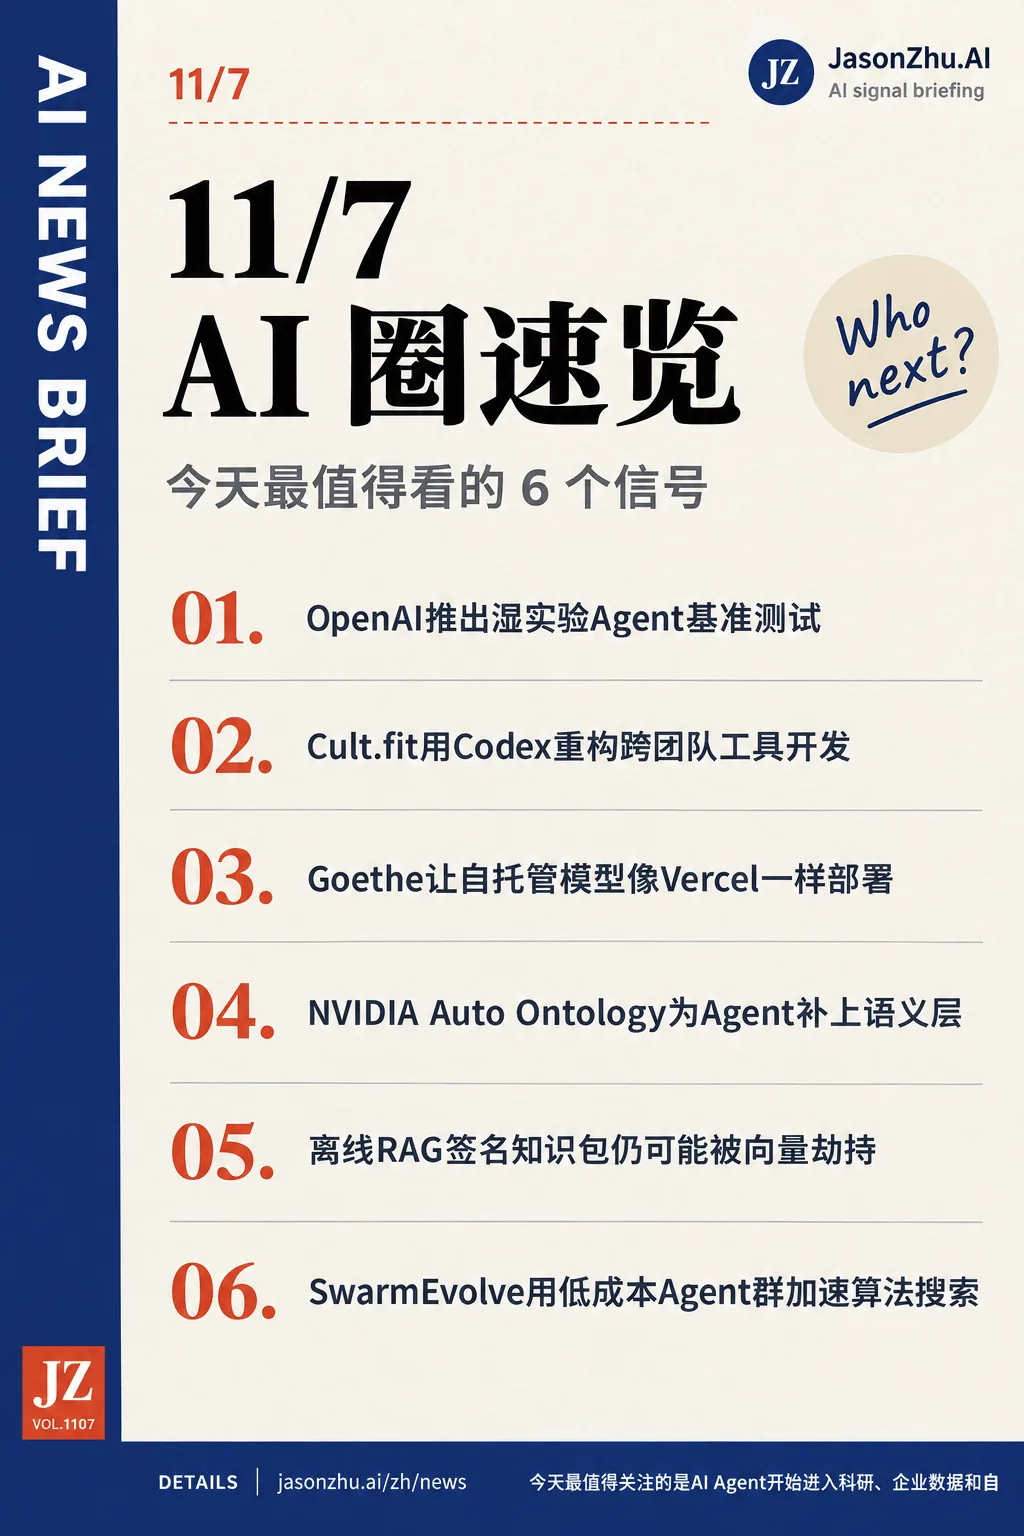 AI NEWS BRIEF
11/7
JZ
JasonZhu.AI
AI signal briefing
11/7
AI 圈速览
Who
next?
今天最值得看的 6 个信号
01. OpenAI推出湿实验Agent基准测试
02. Cult.fit用Codex重构跨团队工具开发
03. Goethe让自托管模型像Vercel一样部署
04. NVIDIA Auto Ontology为Agent补上语义层
05. 离线RAG签名知识包仍可能被向量劫持
06. SwarmEvolve用低成本Agent群加速算法搜索
JZ
VOL.1107
DETAILS | jasonzhu.ai/zh/news
今天最值得关注的是AI Agent开始进入科研、企业数据和自